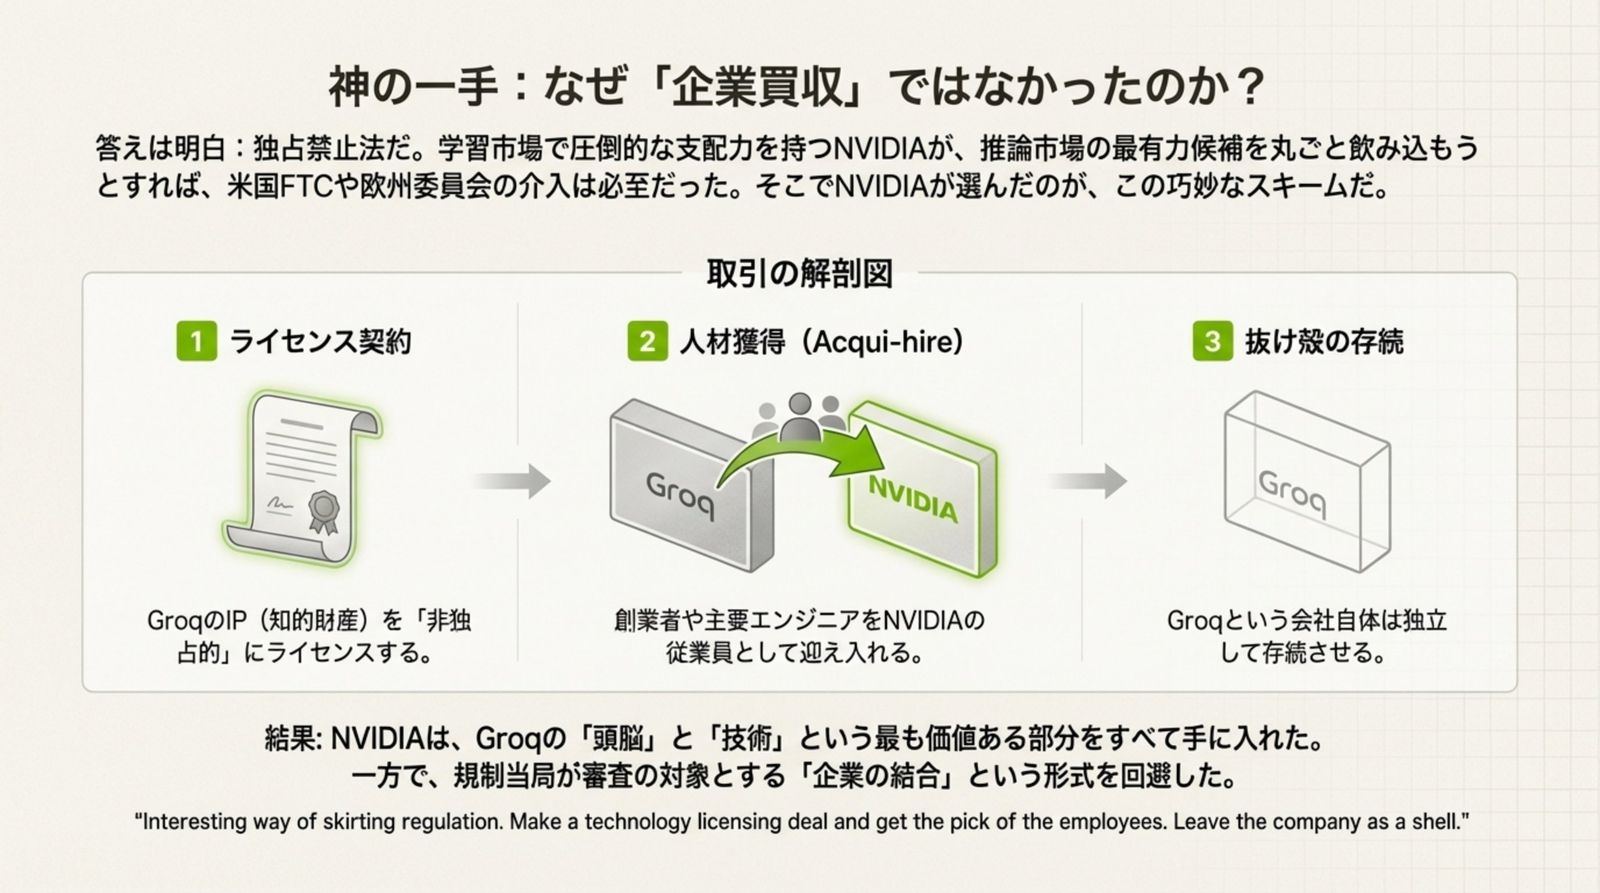 神の一手：なぜ「企業買収」ではなかったのか？
答えは明白：独占禁止法だ。学習市場で圧倒的な支配力を持つNVIDIAが、推論市場の最有力候補を丸ごと飲み込もう
とすれば、米国FTCや欧州委員会の介入は必至だった。そこでNVIDIAが選んだのが、この巧妙なスキームだ。
取引の解剖図
1 ライセンス契約
GroqのIP（知的財産）を「非独
占的」にライセンスする。
2 人材獲得（Acqui-hire）
Groq
NVIDIA
創業者や主要エンジニアをNVIDIAの
従業員として迎え入れる。
3 抜け殻の存続
Groq
Groqという会社自体は独立
して存続させる。
結果: NVIDIAは、Groqの「頭脳」と「技術」という最も価値ある部分をすべて手に入れた。
一方で、規制当局が審査の対象とする「企業の結合」という形式を回避した。
"Interesting way of skirting regulation. Make a technology licensing deal and get the pick of the employees. Leave the company as a shell."